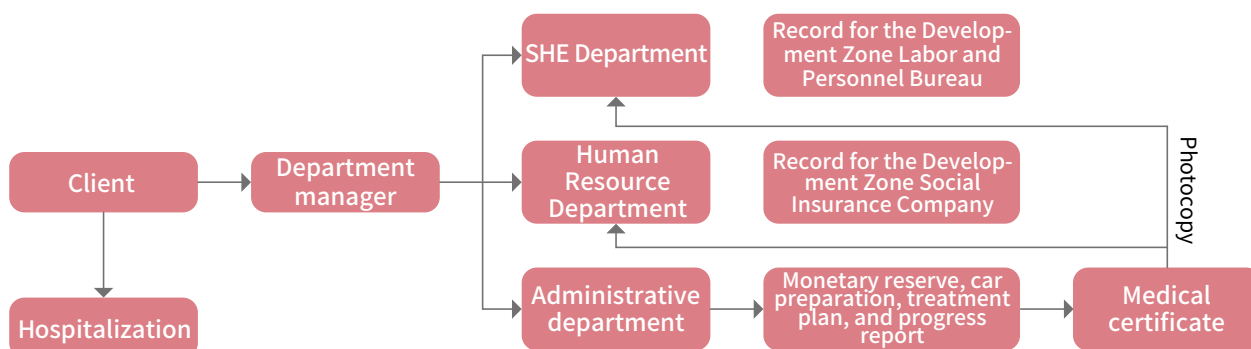 SHE Department
Record for the Develop-
ment Zone Labor and
Personnel Bureau
Client
Department
manager
Human
Resource
Department
Record for the Develop-
ment Zone Social
Insurance Company
Photocopy
Hospitalization
Administrative
department
Monetary reserve, car
preparation, treatment
plan, and progress
report
Medical
certificate